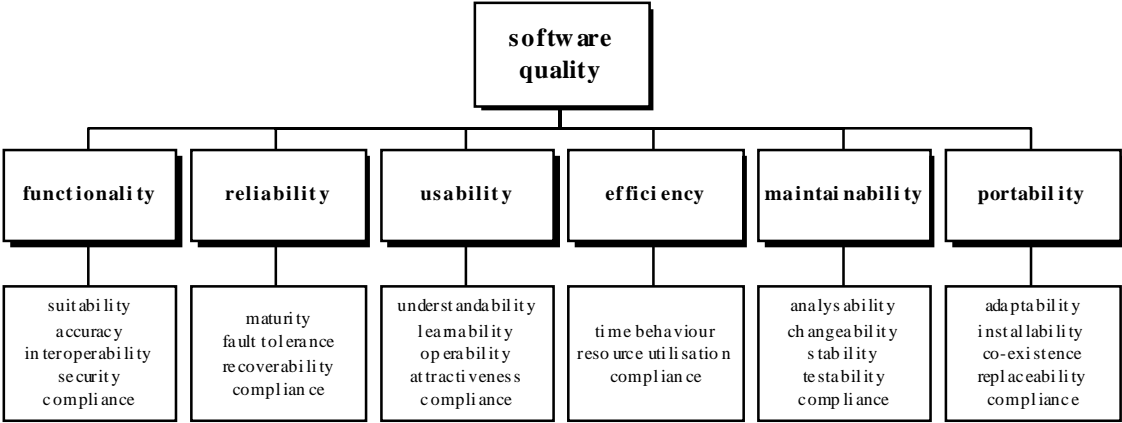 software
quality
functionality
reliability
usability
efficiency
maintainability
portability
suitability
accuracy
interoperability
security
compliance
maturity
fault tolerance
recoverability
compliance
understandability
learnability
operability
attractiveness
compliance
time behaviour
resource utilisation
compliance
analysability
changeability
stability
testability
compliance
adaptability
installability
co-existence
replaceability
compliance